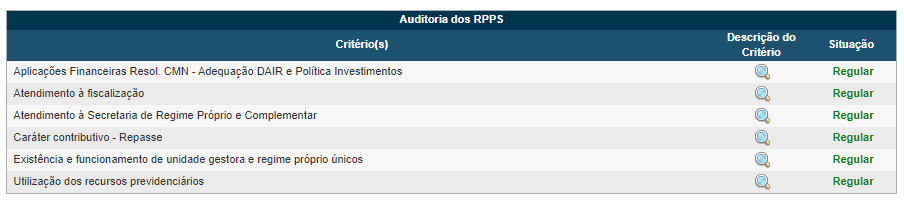 Auditoria dos RPPS
Critério(s) Descrição do Critério Situação
Aplicações Financeiras Resol. CMN - Adequação DAIR e Política Investimentos Regular
Atendimento à fiscalização Regular
Atendimento à Secretaria de Regime Próprio e Complementar Regular
Caráter contributivo - Repasse Regular
Existência e funcionamento de unidade gestora e regime próprio únicos Regular
Utilização dos recursos previdenciários Regular